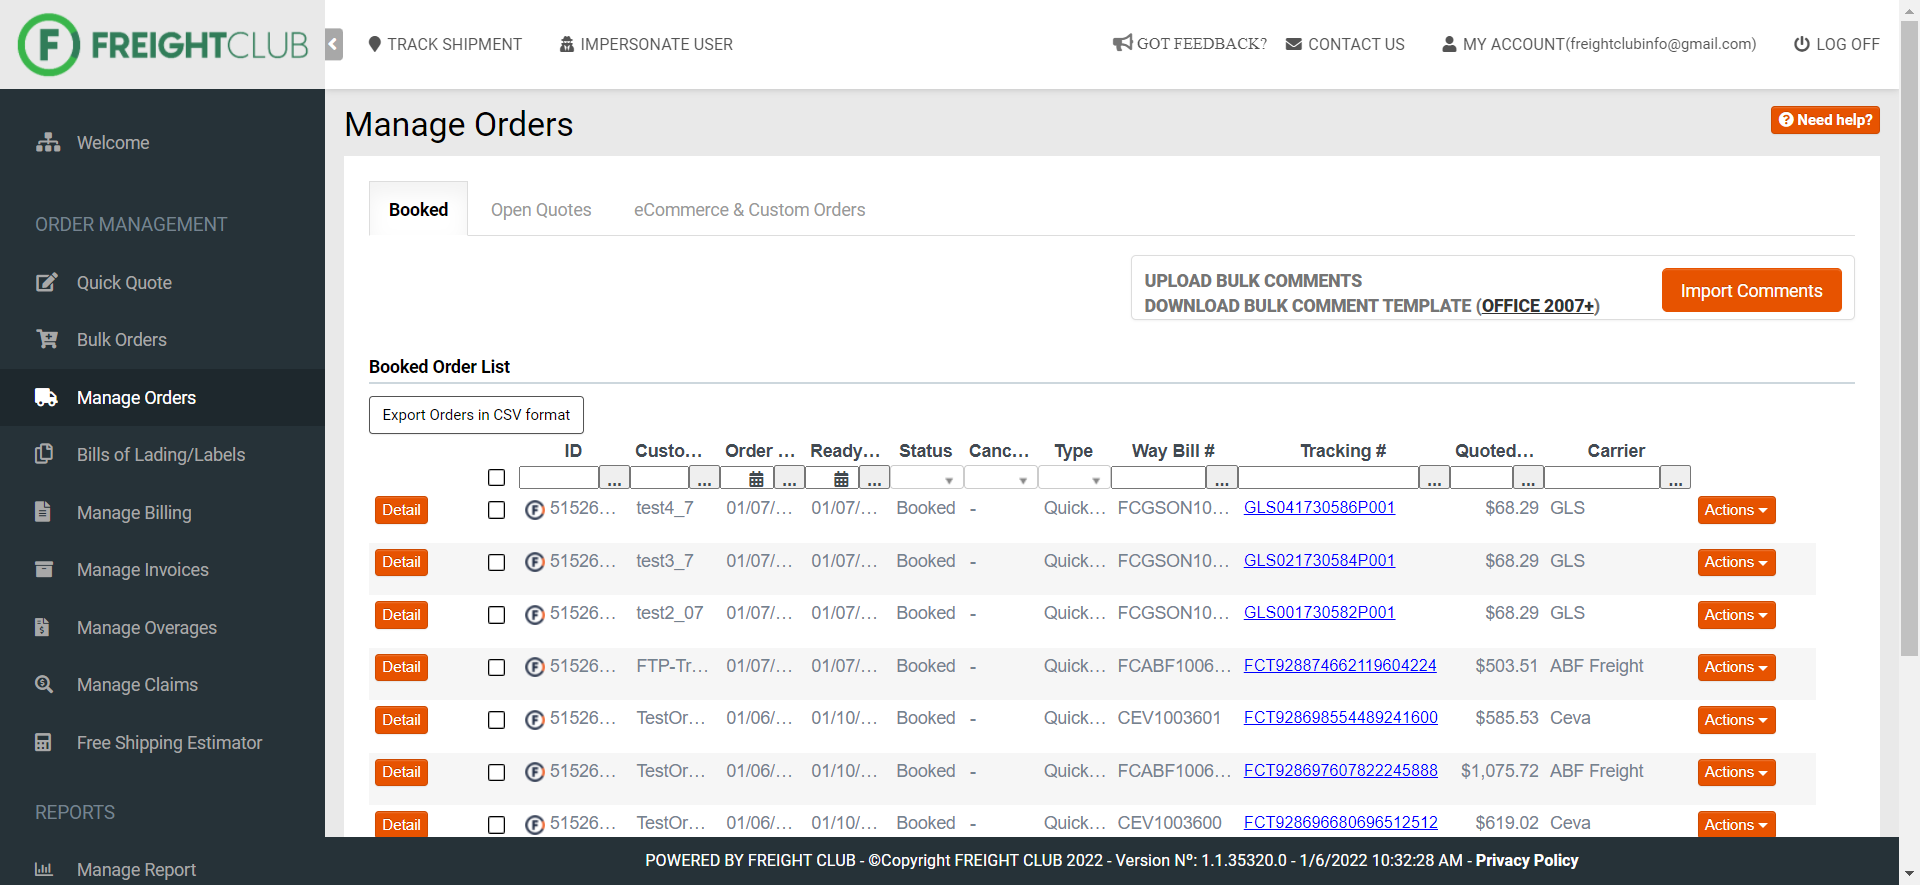 FREIGHTCLUB
TRACK SHIPMENT
IMPERSONATE USER
GOT FEEDBACK?
CONTACT US
MY ACCOUNT(freightclubinfo@gmail.com)
LOG OFF
Welcome
ORDER MANAGEMENT
Quick Quote
Bulk Orders
Manage Orders
Bills of Lading/Labels
Manage Billing
Manage Invoices
Manage Overages
Manage Claims
Free Shipping Estimator
REPORTS
Manage Report
Manage Orders
Need help?
Booked
Open Quotes
eCommerce & Custom Orders
UPLOAD BULK COMMENTS
DOWNLOAD BULK COMMENT TEMPLATE (OFFICE 2007+)
Import Comments
Booked Order List
Export Orders in CSV format
ID Custo... Order ... Ready... Status Canc... Type Way Bill # Tracking # Quoted... Carrier
... ... ... ... ... ... ... ...
Detail 51526... test4_7 01/07/... 01/07/... Booked - Quick... FCGSON10... GLS041730586P001 $68.29 GLS Actions
Detail 51526... test3_7 01/07/... 01/07/... Booked - Quick... FCGSON10... GLS021730584P001 $68.29 GLS Actions
Detail 51526... test2_07 01/07/... 01/07/... Booked - Quick... FCGSON10... GLS001730582P001 $68.29 GLS Actions
Detail 51526... FTP-Tr... 01/07/... 01/07/... Booked - Quick... FCABF1006... FCT928874662119604224 $503.51 ABF Freight Actions
Detail 51526... TestOr... 01/06/... 01/10/... Booked - Quick... CEV1003601 FCT928698554489241600 $585.53 Ceva Actions
Detail 51526... TestOr... 01/06/... 01/10/... Booked - Quick... FCABF1006... FCT928697607822245888 $1,075.72 ABF Freight Actions
Detail 51526... TestOr... 01/06/... 01/10/... Booked - Quick... CEV1003600 FCT928696680696512512 $619.02 Ceva Actions
POWERED BY FREIGHT CLUB - ©Copyright FREIGHT CLUB 2022 - Version Nº: 1.1.35320.0 - 1/6/2022 10:32:28 AM - Privacy Policy